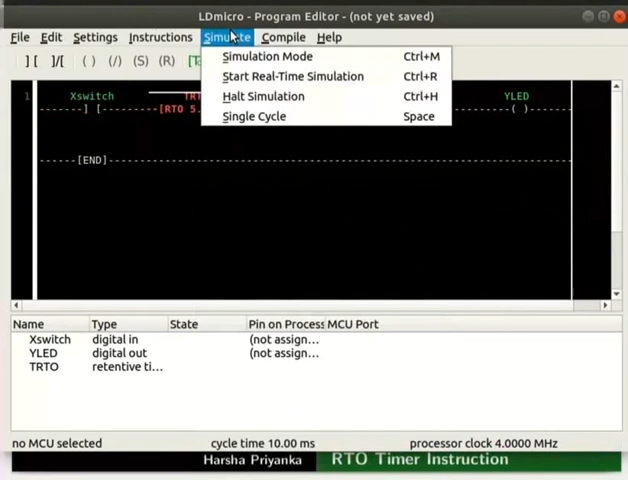 LDmicro - Program Editor - (not yet saved)
File Edit Settings Instructions Simulate Compile Help
] [ ]/[ ( ) (/) (S) (R)
Simulation Mode Ctrl+M
Start Real-Time Simulation Ctrl+R
Halt Simulation Ctrl+H
Single Cycle Space
1 Xswitch YLED
] [ [RTO 5. ( )
[END]
Name Type State Pin on Process MCU Port
Xswitch digital in (not assign...
YLED digital out (not assign...
TRTO retentive ti...
no MCU selected cycle time 10.00 ms processor clock 4.0000 MHz
Harsha Priyanka RTO Timer Instruction